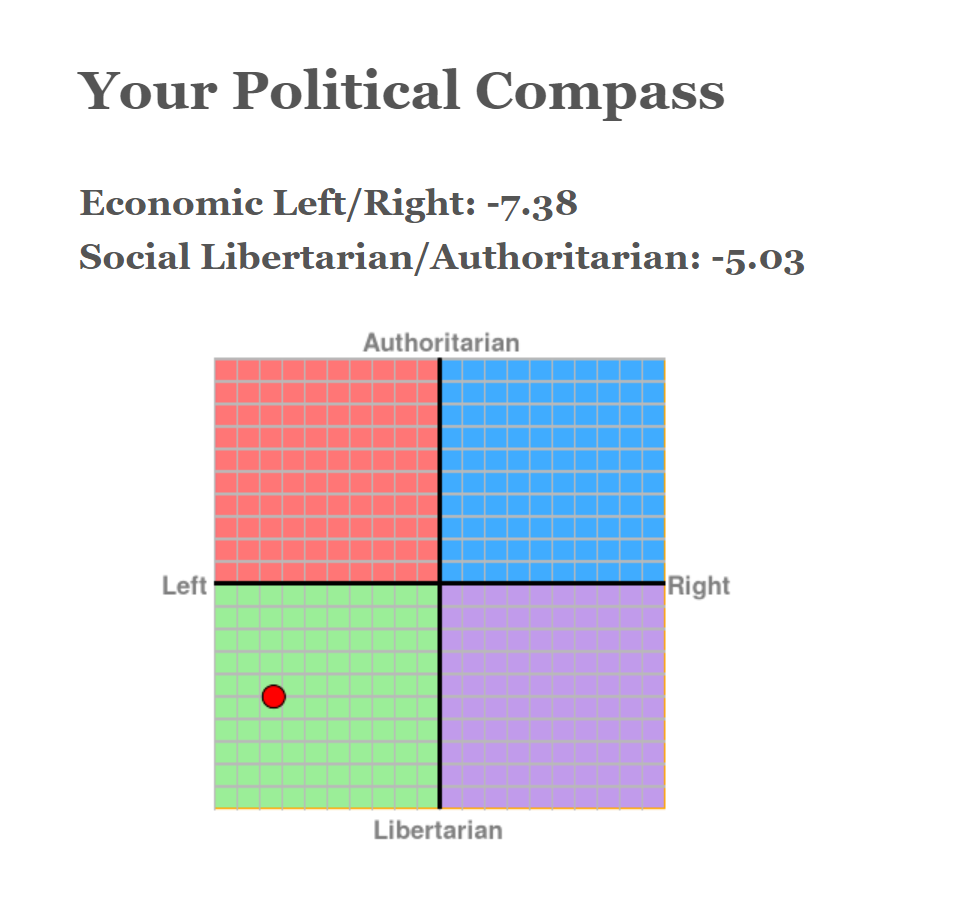 Your Political Compass
Economic Left/Right: -7.38
Social Libertarian/Authoritarian: -5.03
Authoritarian
Left
Right
Libertarian